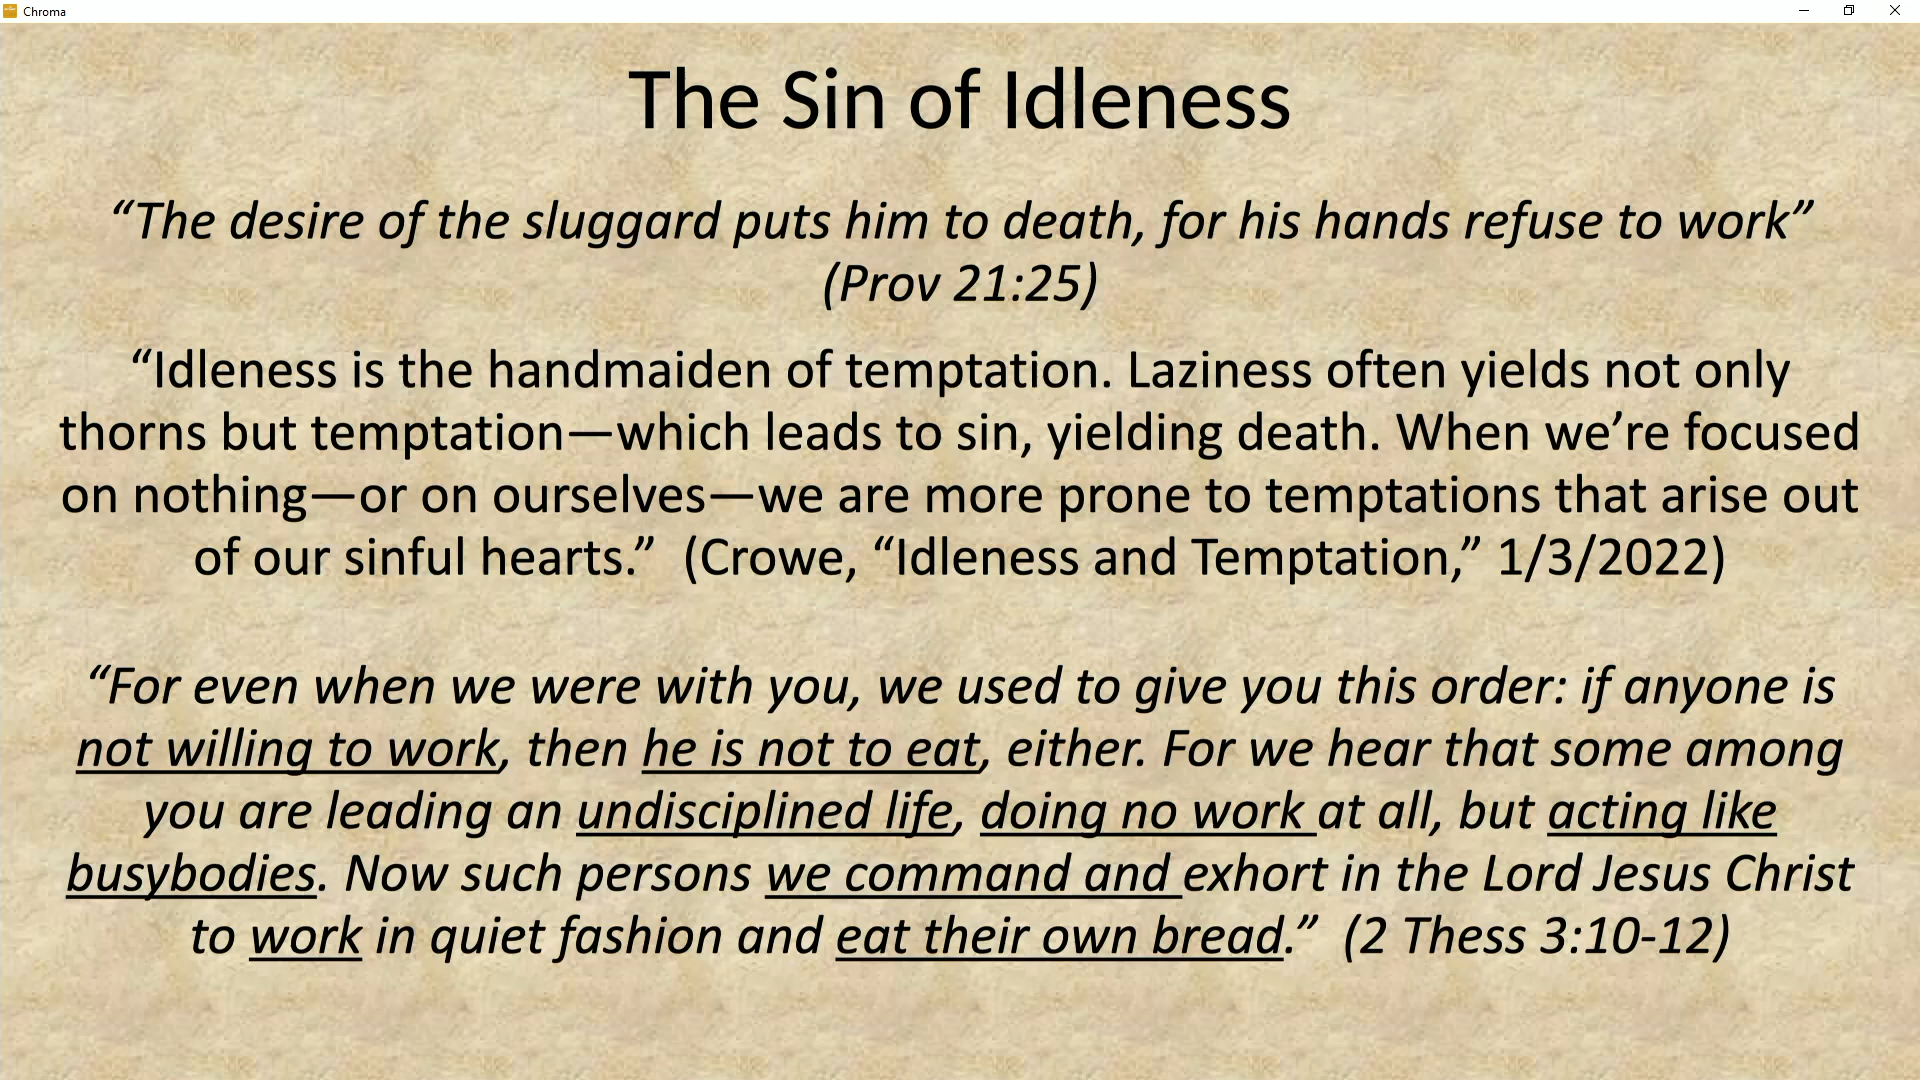 Chroma
The Sin of Idleness
“The desire of the sluggard puts him to death, for his hands refuse to work”
(Prov 21:25)
“Idleness is the handmaiden of temptation. Laziness often yields not only
thorns but temptation—which leads to sin, yielding death. When we’re focused
on nothing—or on ourselves—we are more prone to temptations that arise out
of our sinful hearts.”  (Crowe, “Idleness and Temptation,” 1/3/2022)
“For even when we were with you, we used to give you this order: if anyone is
not willing to work, then he is not to eat, either. For we hear that some among
you are leading an undisciplined life, doing no work at all, but acting like
busybodies. Now such persons we command and exhort in the Lord Jesus Christ
to work in quiet fashion and eat their own bread.”  (2 Thess 3:10-12)